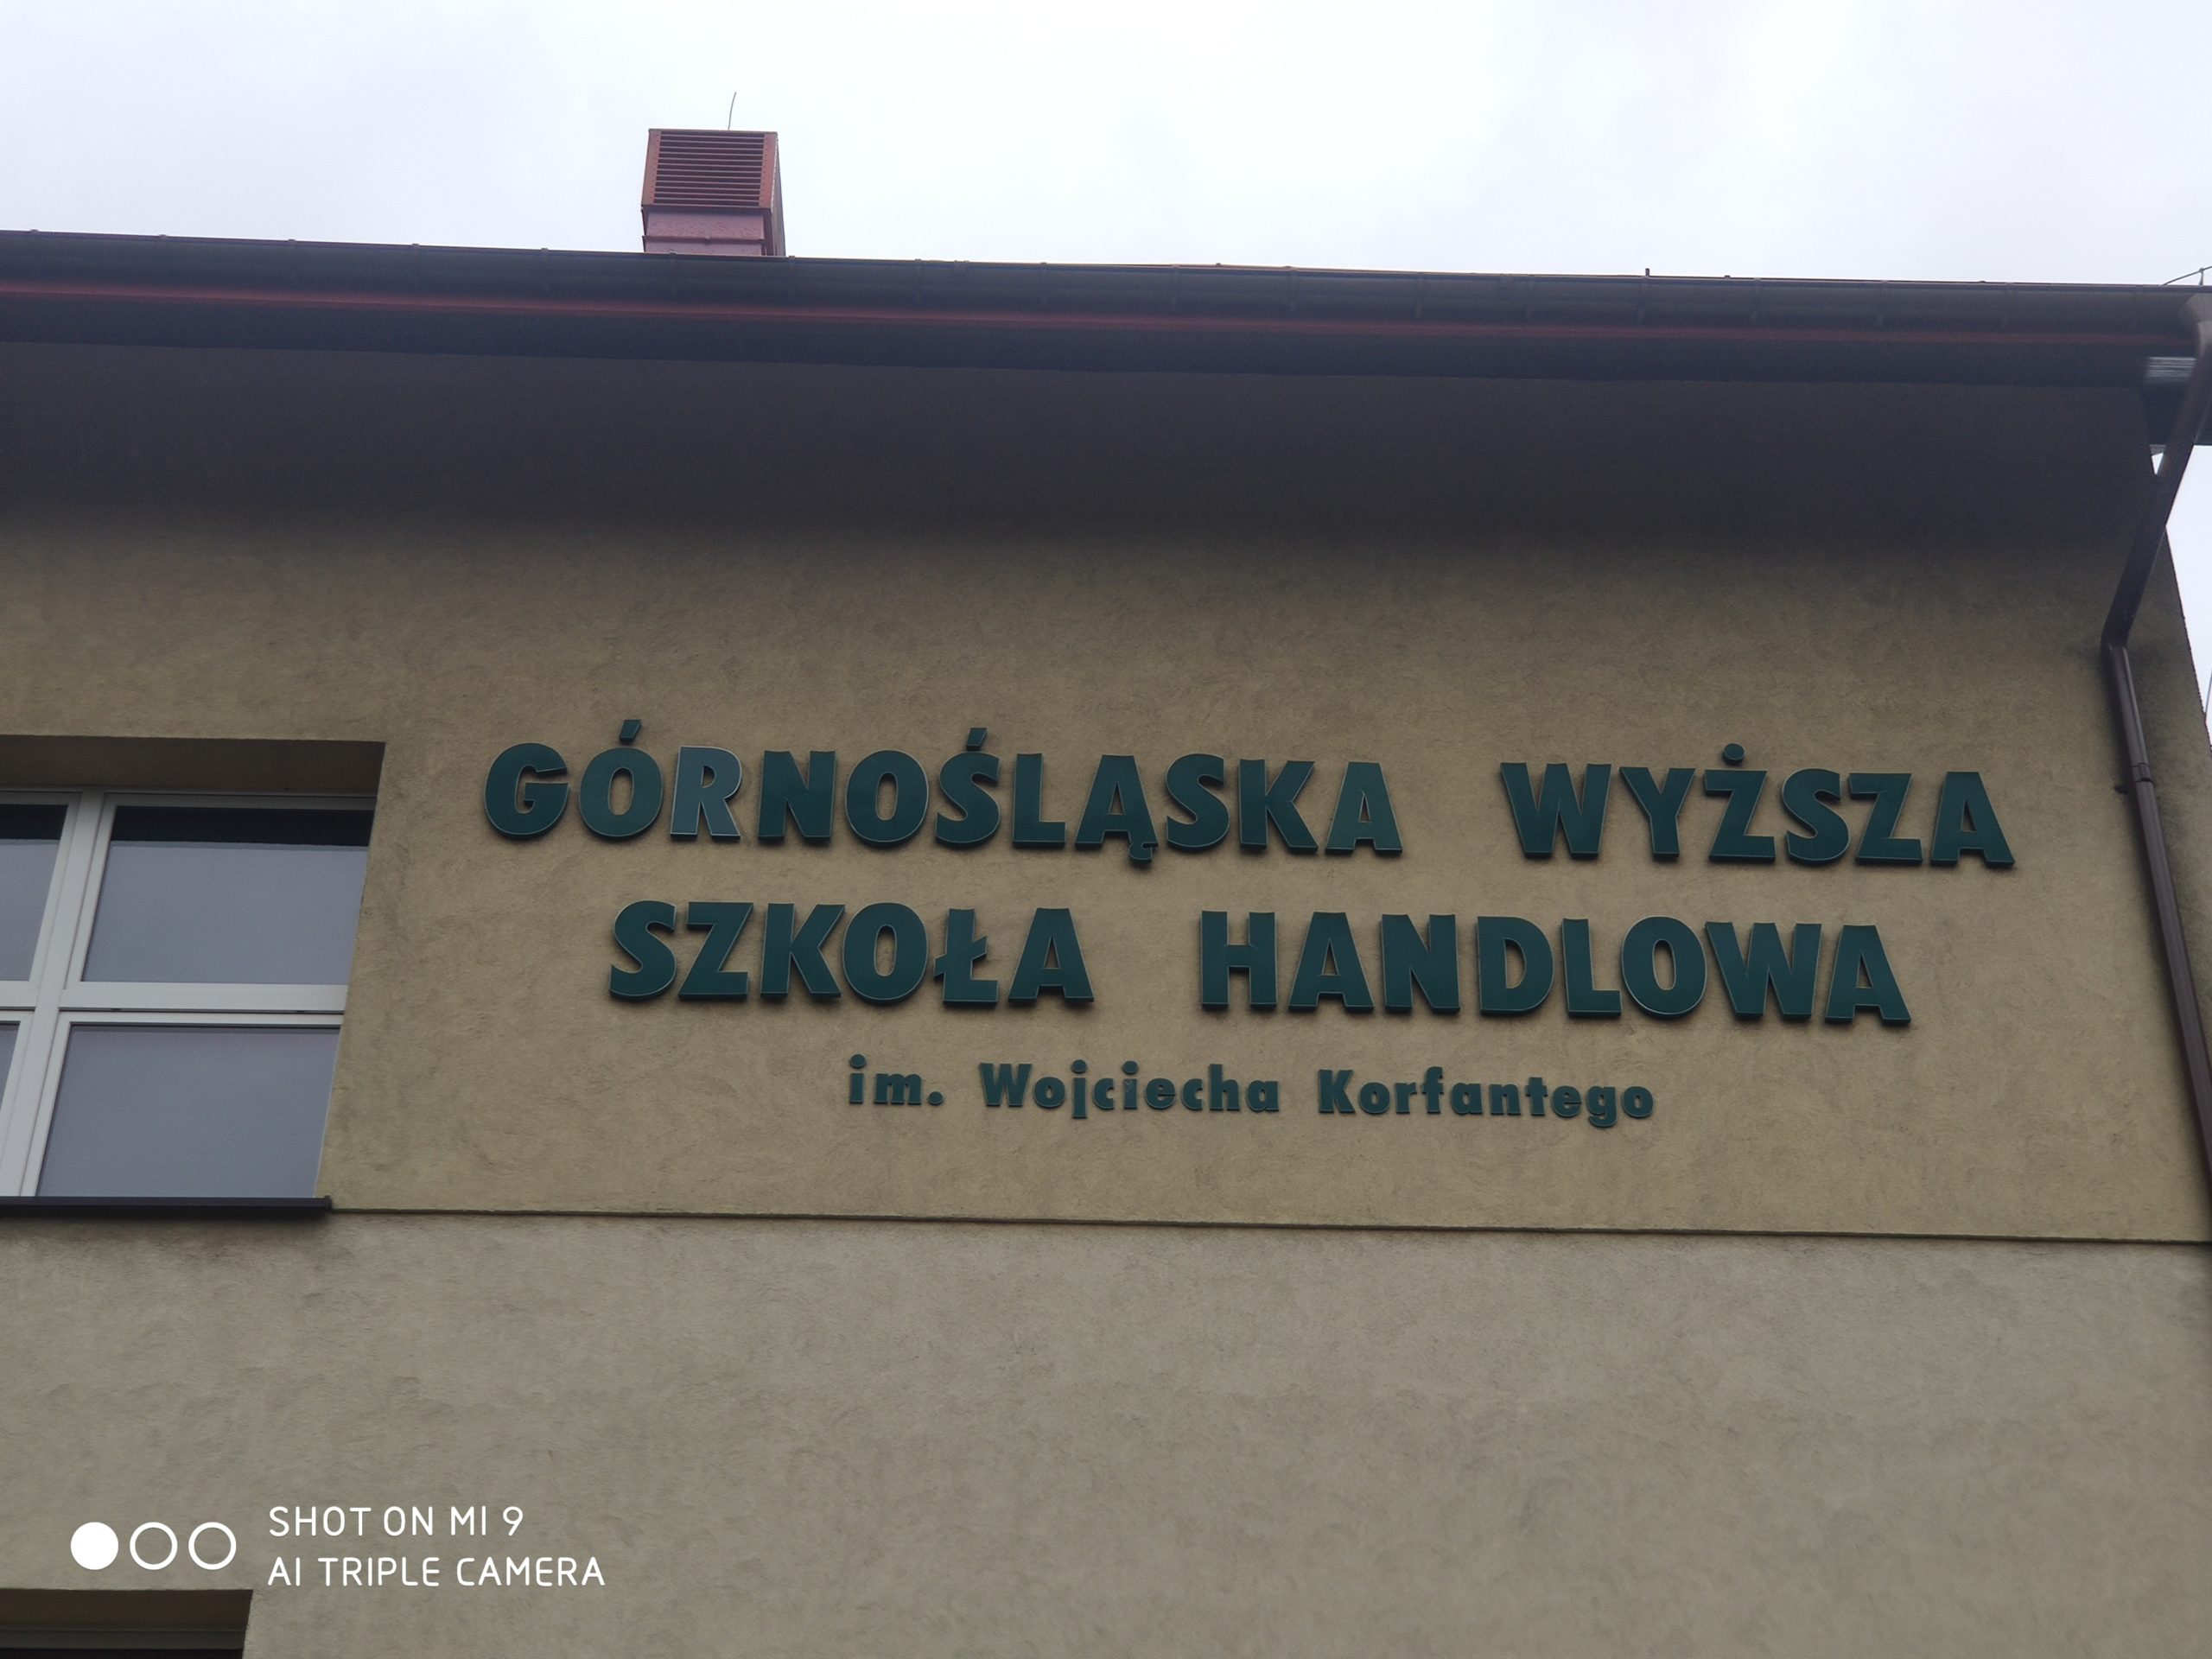 GÓRNOŚLĄSKA WYŻSZA
SZKOŁA HANDLOWA
im. Wojciecha Korfantego
SHOT ON MI 9
AI TRIPLE CAMERA